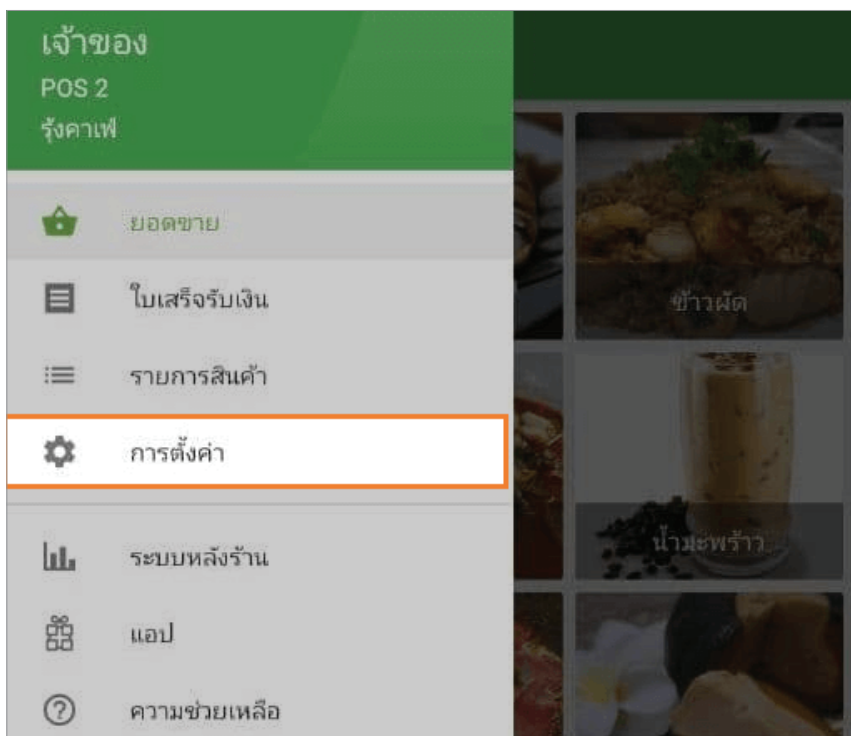 เจ้าของ
POS 2
รุ้งคาเฟ่
ยอดขาย
ใบเสร็จรับเงิน
รายการสินค้า
การตั้งค่า
ระบบหลังร้าน
แอป
ความช่วยเหลือ
ข้าวผัด
น้ำมะพร้าว